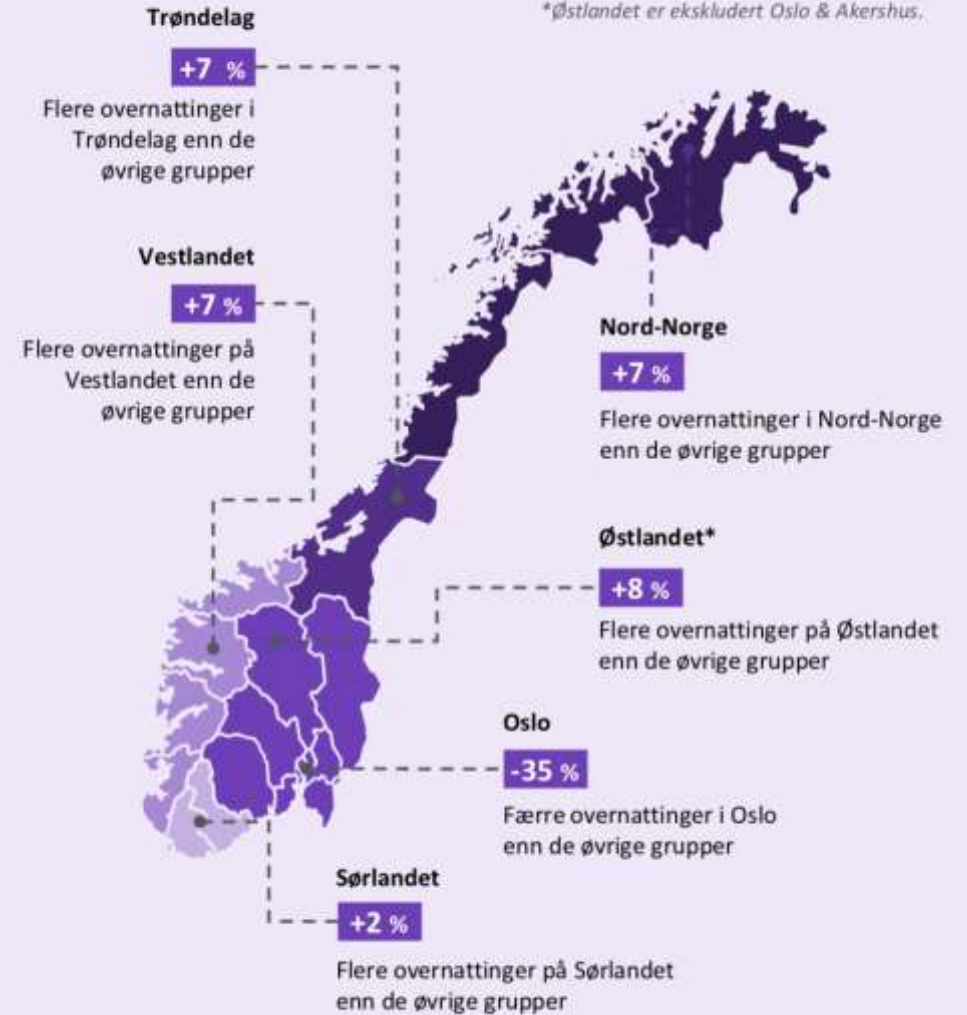 *Østlandet er ekskludert Oslo & Akershus.
Trøndelag
+7 %
Flere overnattinger i
Trøndelag enn de
øvrige grupper
Vestlandet
+7 %
Flere overnattinger på
Vestlandet enn de
øvrige grupper
Nord-Norge
+7 %
Flere overnattinger i Nord-Norge
enn de øvrige grupper
Østlandet*
+8 %
Flere overnattinger på Østlandet
enn de øvrige grupper
Oslo
-35 %
Færre overnattinger i Oslo
enn de øvrige grupper
Sørlandet
+2 %
Flere overnattinger på Sørlandet
enn de øvrige grupper